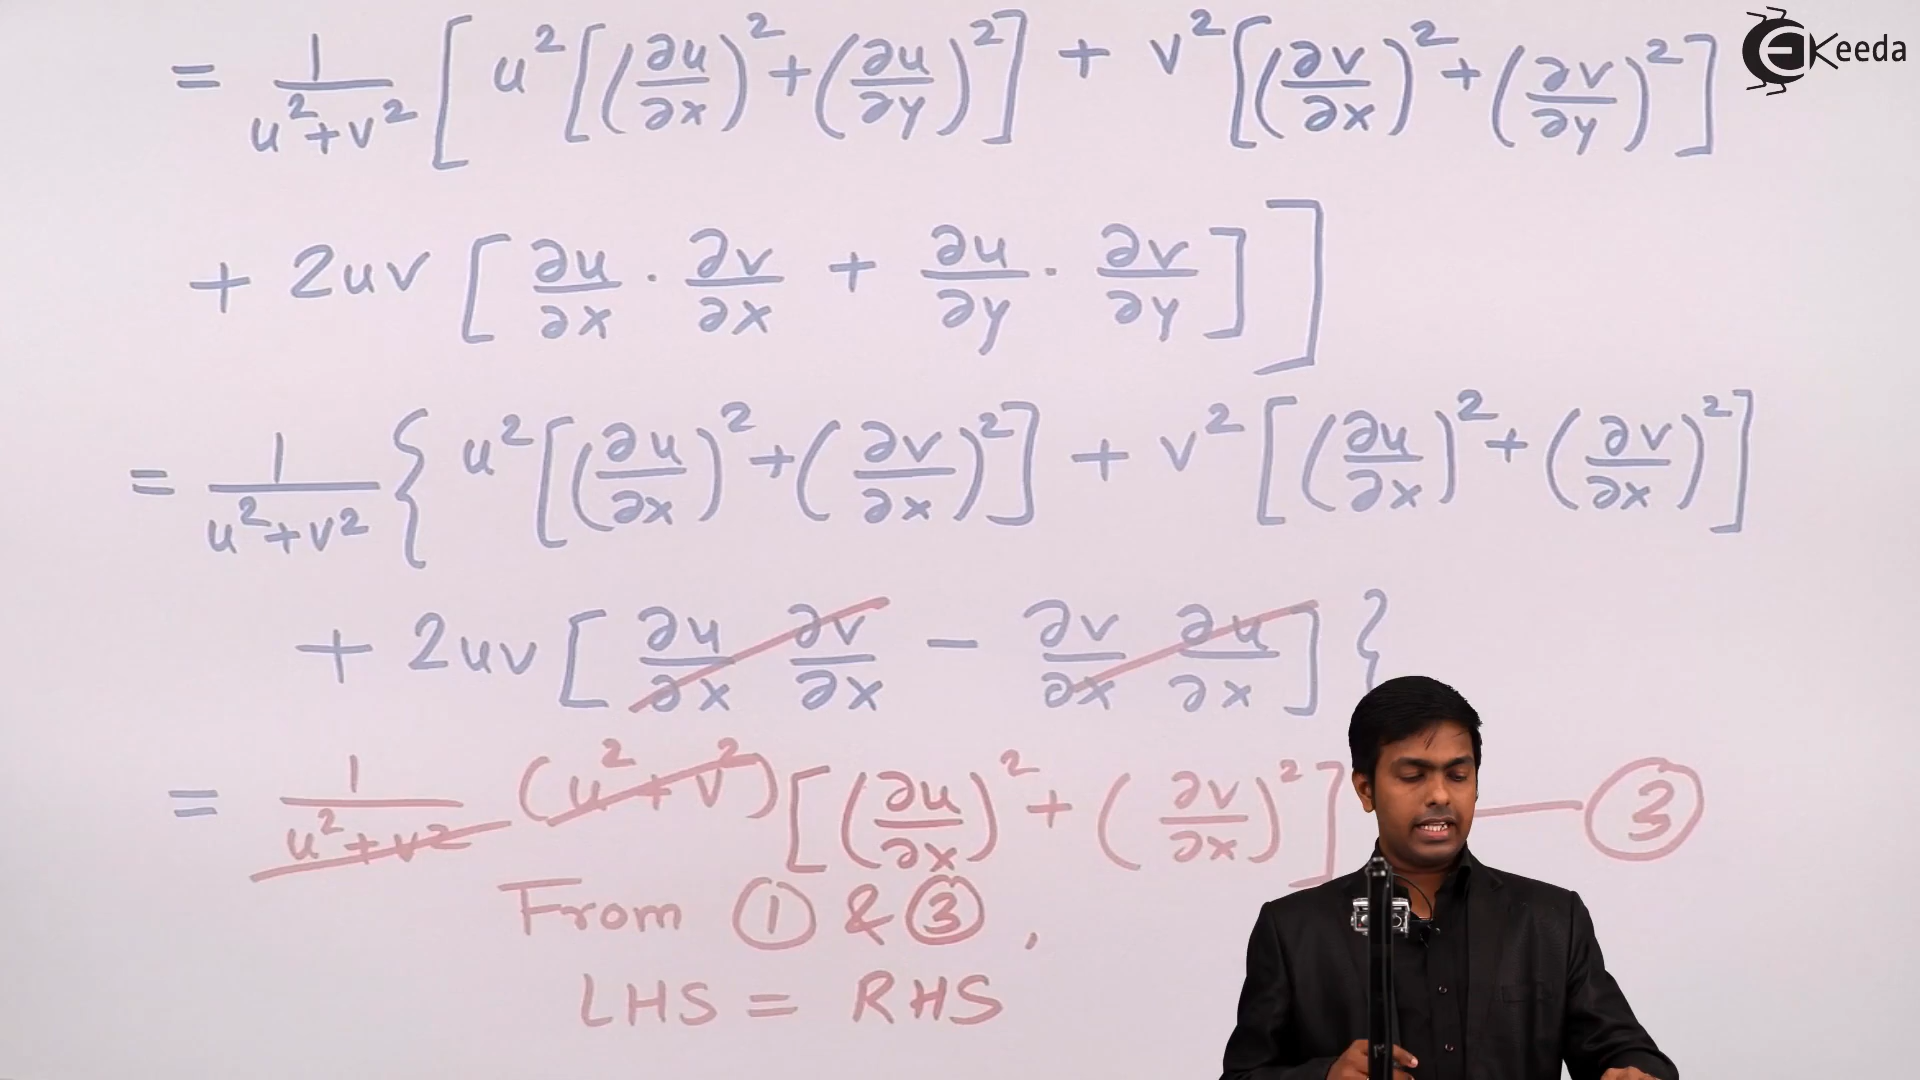 = 1/(u²+v²) [ u² [ (∂u/∂x)² + (∂u/∂y)² ] + v² [ (∂v/∂x)² + (∂v/∂y)² ]
eKeeda
+ 2uv [ ∂u/∂x · ∂v/∂x + ∂u/∂y · ∂v/∂y ] ]
= 1/(u²+v²) { u² [ (∂u/∂x)² + (∂v/∂x)² ] + v² [ (∂u/∂x)² + (∂v/∂x)² ]
+ 2uv [ ∂u/∂x ∂v/∂x - ∂v/∂x ∂u/∂x ] }
= 1/(u²+v²) (u²+v²) [ (∂u/∂x)² + (∂v/∂x)² ] — ③
From ① & ③ ,
LHS = RHS